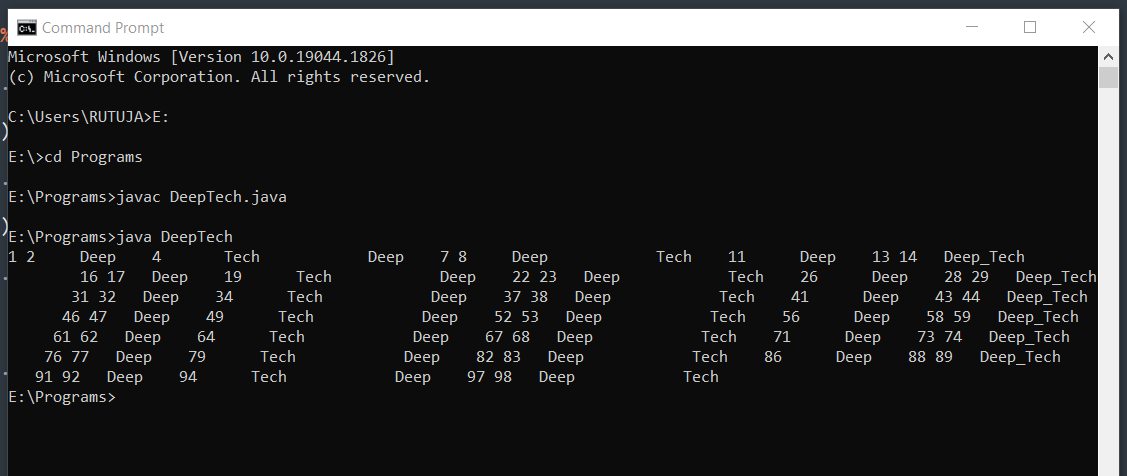 Command Prompt
Microsoft Windows [Version 10.0.19044.1826]
(c) Microsoft Corporation. All rights reserved.
C:\Users\RUTUJA>E:
E:\>cd Programs
E:\Programs>javac DeepTech.java
E:\Programs>java DeepTech
1 2 Deep 4 Tech Deep 7 8 Deep Tech 11 Deep 13 14 Deep_Tech
16 17 Deep 19 Tech Deep 22 23 Deep Tech 26 Deep 28 29 Deep_Tech
31 32 Deep 34 Tech Deep 37 38 Deep Tech 41 Deep 43 44 Deep_Tech
46 47 Deep 49 Tech Deep 52 53 Deep Tech 56 Deep 58 59 Deep_Tech
61 62 Deep 64 Tech Deep 67 68 Deep Tech 71 Deep 73 74 Deep_Tech
76 77 Deep 79 Tech Deep 82 83 Deep Tech 86 Deep 88 89 Deep_Tech
91 92 Deep 94 Tech Deep 97 98 Deep Tech
E:\Programs>